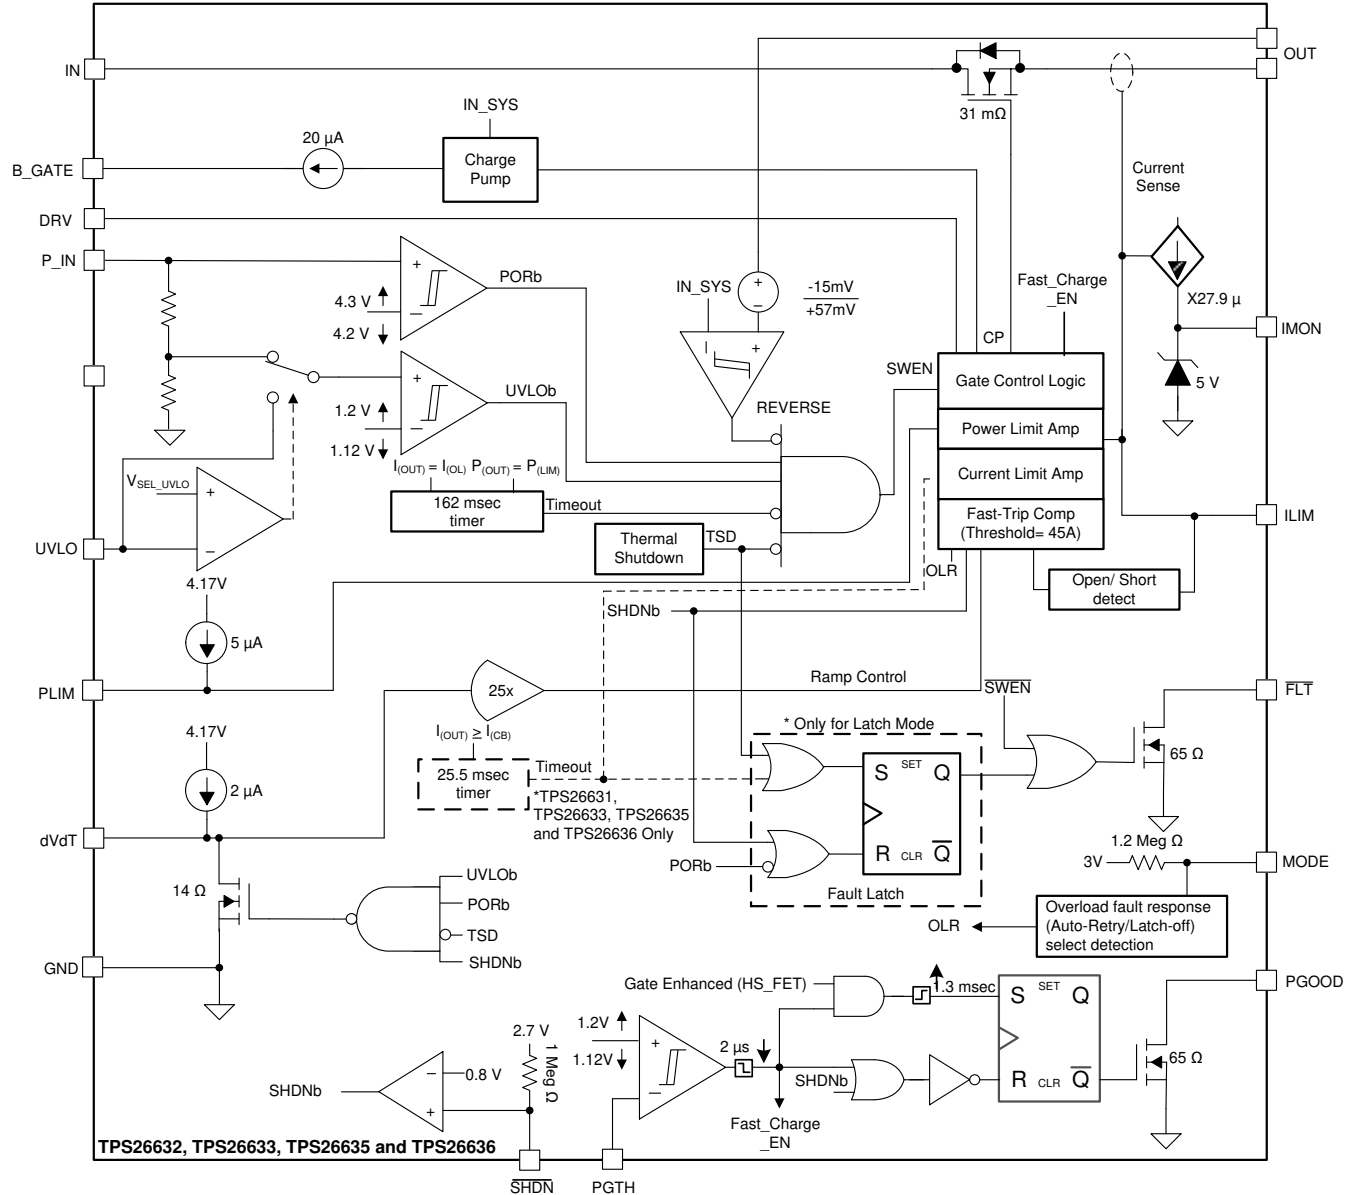 IN
OUT
31 mΩ
IN_SYS
20 µA
Charge
Pump
B_GATE
DRV
Current
Sense
P_IN
PORb
4.3 V
4.2 V
IN_SYS
-15mV
+57mV
Fast_Charge
_EN
X27.9 µ
IMON
5 V
CP
SWEN
Gate Control Logic
Power Limit Amp
Current Limit Amp
Fast-Trip Comp
(Threshold= 45A)
UVLOb
1.2 V
1.12 V
REVERSE
I(OUT) = I(OL) P(OUT) = P(LIM)
162 msec
timer
Timeout
VSEL_UVLO
UVLO
Thermal
Shutdown
TSD
ILIM
OLR
Open/ Short
detect
4.17V
5 µA
SHDNb
PLIM
25x
Ramp Control
SWEN
FLT
65 Ω
4.17V
2 µA
I(OUT) ≥ I(CB)
25.5 msec
timer
Timeout
*TPS26631,
TPS26633, TPS26635
and TPS26636 Only
* Only for Latch Mode
S SET Q
R CLR Q
PORb
Fault Latch
dVdT
1.2 Meg Ω
3V
MODE
14 Ω
UVLOb
PORb
TSD
SHDNb
OLR
Overload fault response
(Auto-Retry/Latch-off)
select detection
GND
Gate Enhanced (HS_FET)
1.3 msec
S SET Q
R CLR Q
PGOOD
65 Ω
1.2V
1.12V
2 µs
SHDNb
Fast_Charge
_EN
2.7 V
1 Meg Ω
0.8 V
SHDNb
TPS26632, TPS26633, TPS26635 and TPS26636
SHDN
PGTH